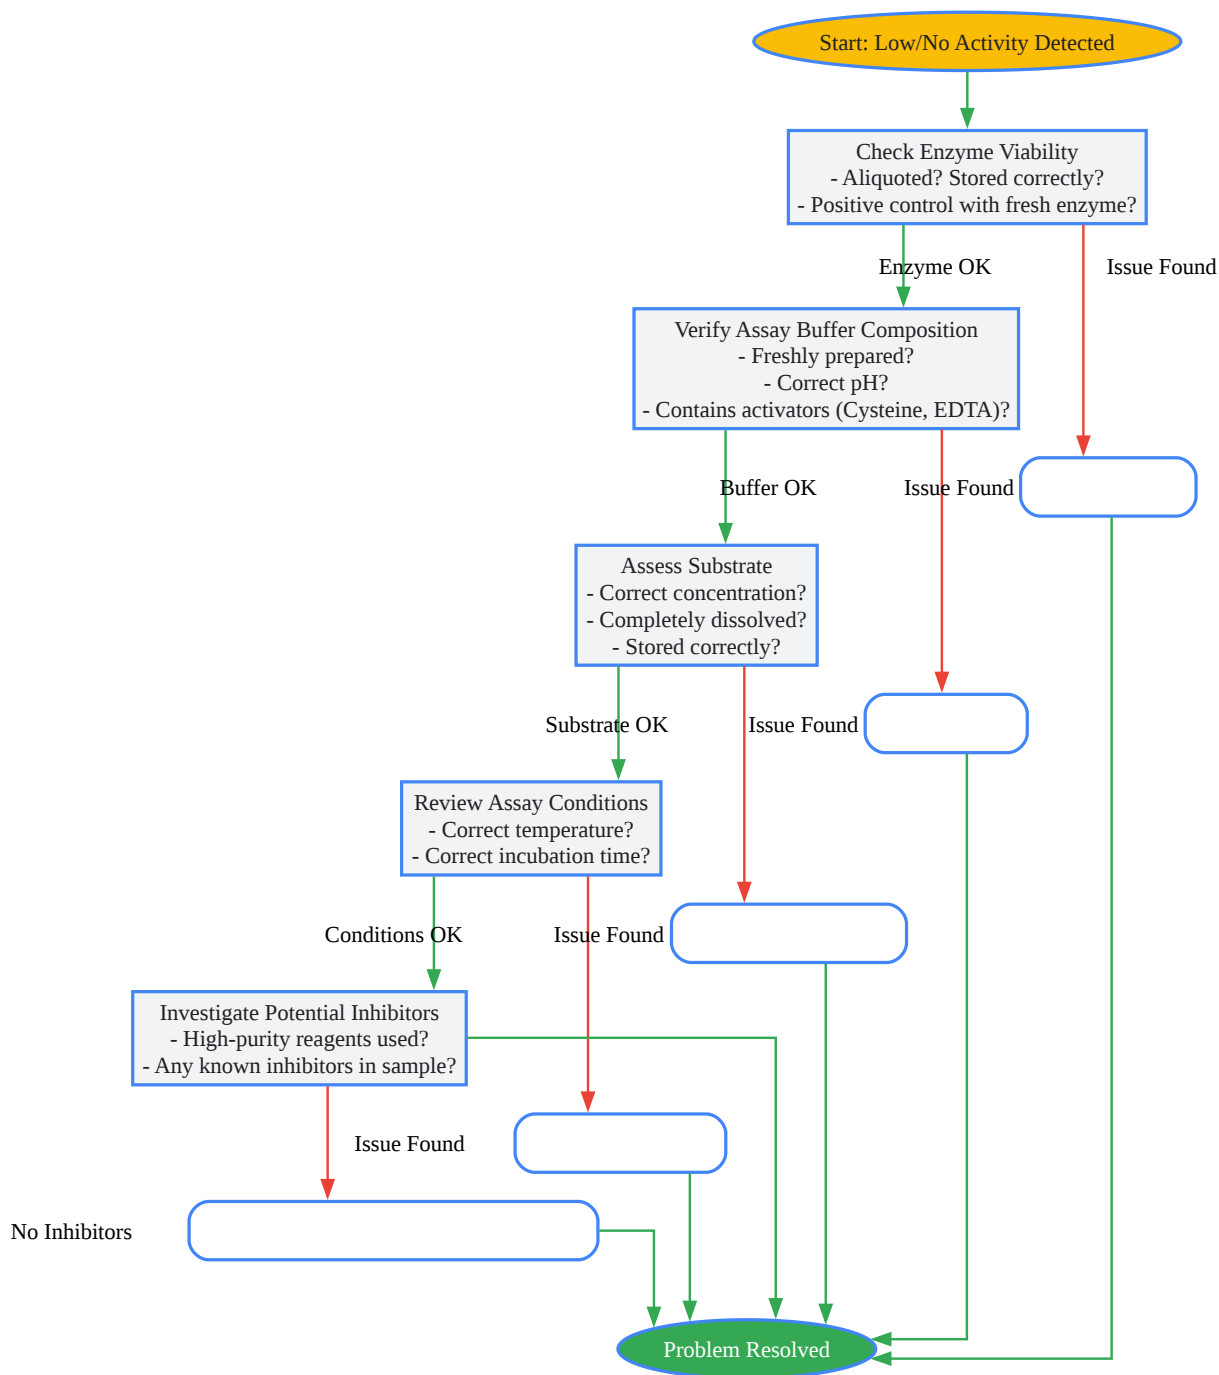 Start: Low/No Activity Detected
Check Enzyme Viability
- Aliquoted? Stored correctly?
- Positive control with fresh enzyme?
Enzyme OK
Issue Found
Verify Assay Buffer Composition
- Freshly prepared?
- Correct pH?
- Contains activators (Cysteine, EDTA)?
Buffer OK
Issue Found
Assess Substrate
- Correct concentration?
- Completely dissolved?
- Stored correctly?
Substrate OK
Issue Found
Review Assay Conditions
- Correct temperature?
- Correct incubation time?
Conditions OK
Issue Found
Investigate Potential Inhibitors
- High-purity reagents used?
- Any known inhibitors in sample?
Issue Found
No Inhibitors
Problem Resolved